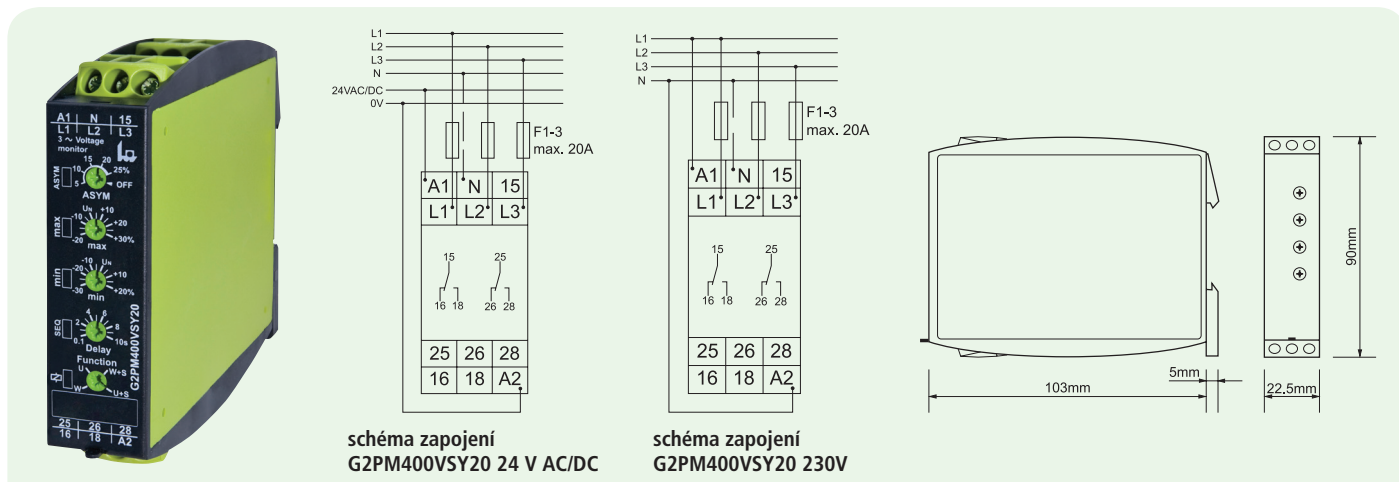 A1 N 15
L1 L2 L3
3 ~ Voltage
monitor
ASYM
5 10 15 20 25% OFF
ASYM
max
-20 -10 UN +10 +20 +30%
max
min
-30 -20 -10 UN +10 +20%
min
SEQ
0.1 2 4 6 8 10s
Delay
Function
W U W+S U+S
G2PM400VSY20
25 26 28
16 18 A2
L1
L2
L3
N
24VAC/DC
0V
F1-3
max. 20A
A1 N 15
L1 L2 L3
15 25
16 18 26 28
25 26 28
16 18 A2
schéma zapojení
G2PM400VSY20 24 V AC/DC
L1
L2
L3
N
F1-3
max. 20A
A1 N 15
L1 L2 L3
15 25
16 18 26 28
25 26 28
16 18 A2
schéma zapojení
G2PM400VSY20 230V
5mm
103mm
90mm
22.5mm